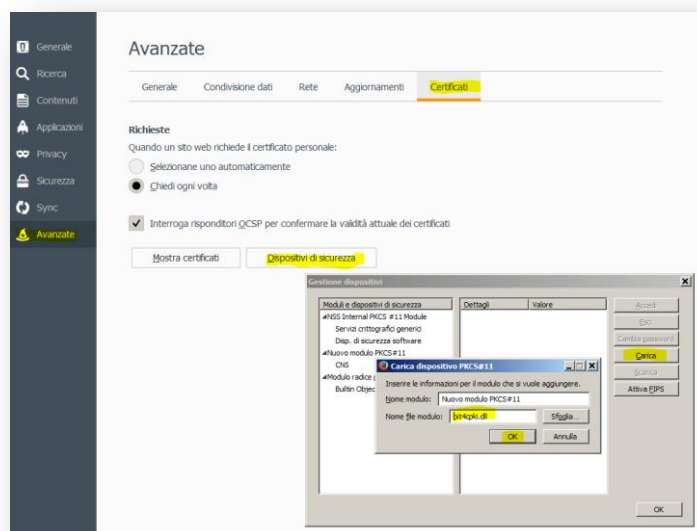 Generale
Ricerca
Contenuti
Applicazioni
Privacy
Sicurezza
Sync
Avanzate
Avanzate
Generale Condivisione dati Rete Aggiornamenti Certificati
Richieste
Quando un sito web richiede il certificato personale:
Selezionane uno automaticamente
Chiedi ogni volta
Interroga risponditori OCSP per confermare la validità attuale dei certificati
Mostra certificati Dispositivi di sicurezza
Gestione dispositivi
Moduli e dispositivi di sicurezza Dettagli Valore
NSS Internal PKCS #11 Module
Servizi crittografici generici
Disp. di sicurezza software
Nuovo modulo PKCS#11
CNS
Modulo radice
Builtin Objec
Accedi
Esci
Cambia password
Carica
Scarica
Attiva FIPS
Carica dispositivo PKCS#11
Inserire le informazioni per il modulo che si vuole aggiungere.
Nome modulo: Nuovo modulo PKCS#11
Nome file modulo: bit4cpki.dll Sfoglia...
OK Annulla
OK